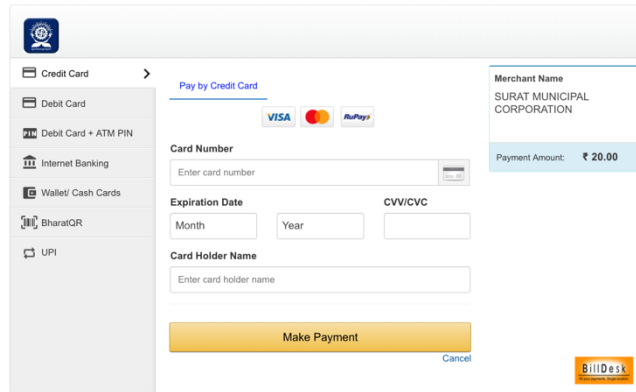 Credit Card
Debit Card
PIN Debit Card + ATM PIN
Internet Banking
Wallet/ Cash Cards
BharatQR
UPI
Pay by Credit Card
VISA RuPay
Card Number
Enter card number
Expiration Date CVV/CVC
Month Year
Card Holder Name
Enter card holder name
Make Payment
Cancel
Merchant Name
SURAT MUNICIPAL
CORPORATION
Payment Amount: ₹ 20.00
BillDesk